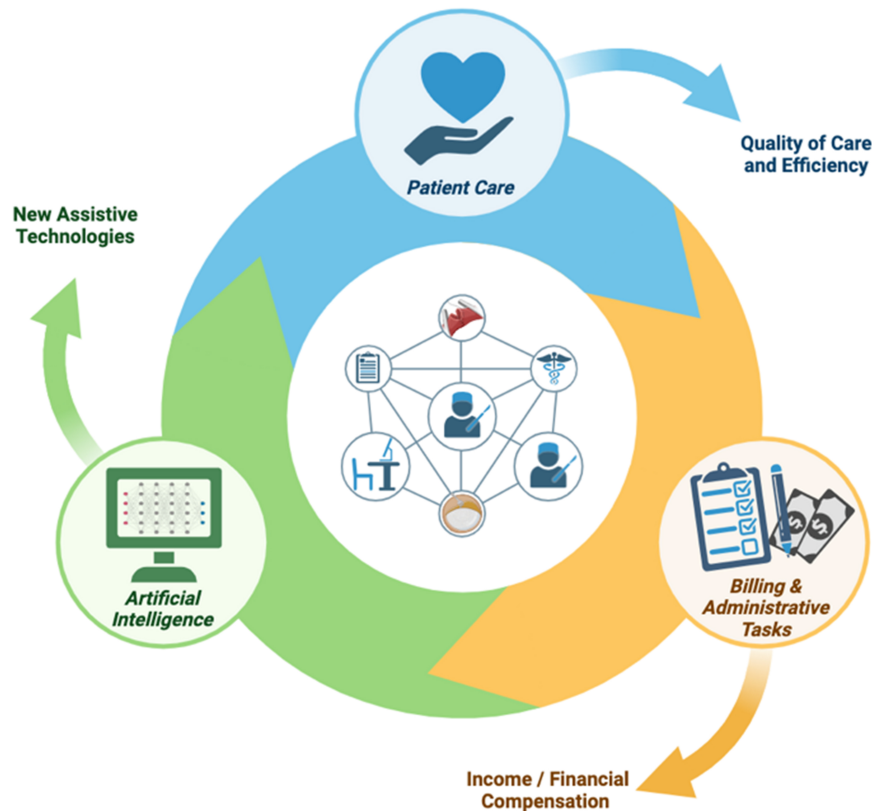 Patient Care
Quality of Care
and Efficiency
New Assistive
Technologies
Artificial
Intelligence
Billing &
Administrative
Tasks
Income / Financial
Compensation